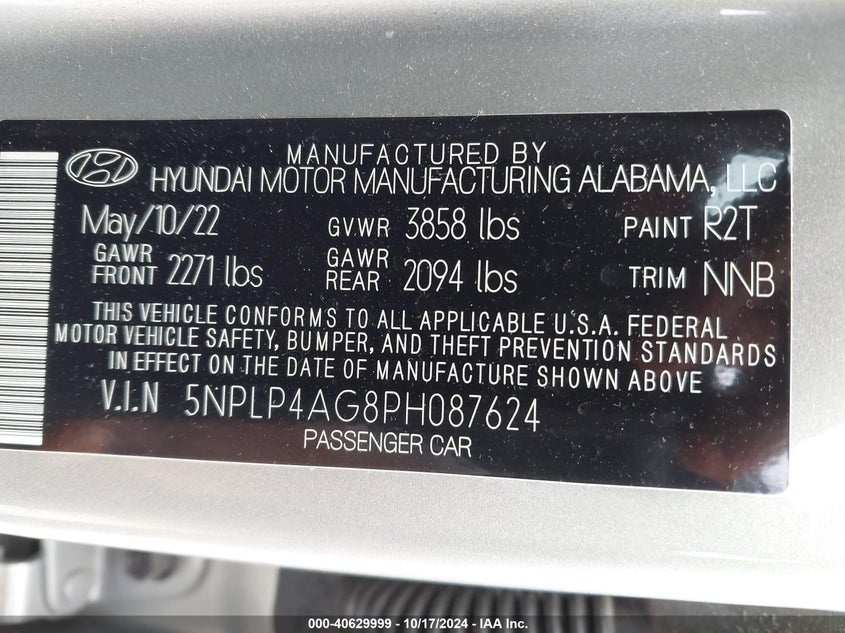 MANUFACTURED BY
HYUNDAI MOTOR MANUFACTURING ALABAMA, LLC
May/10/22 GVWR 3858 lbs PAINT R2T
GAWR FRONT 2271 lbs GAWR REAR 2094 lbs TRIM NNB
THIS VEHICLE CONFORMS TO ALL APPLICABLE U.S.A. FEDERAL
MOTOR VEHICLE SAFETY, BUMPER, AND THEFT PREVENTION STANDARDS
IN EFFECT ON THE DATE OF MANUFACTURE SHOWN ABOVE
V.I.N 5NPLP4AG8PH087624
PASSENGER CAR
000-40629999 - 10/17/2024 - IAA Inc.